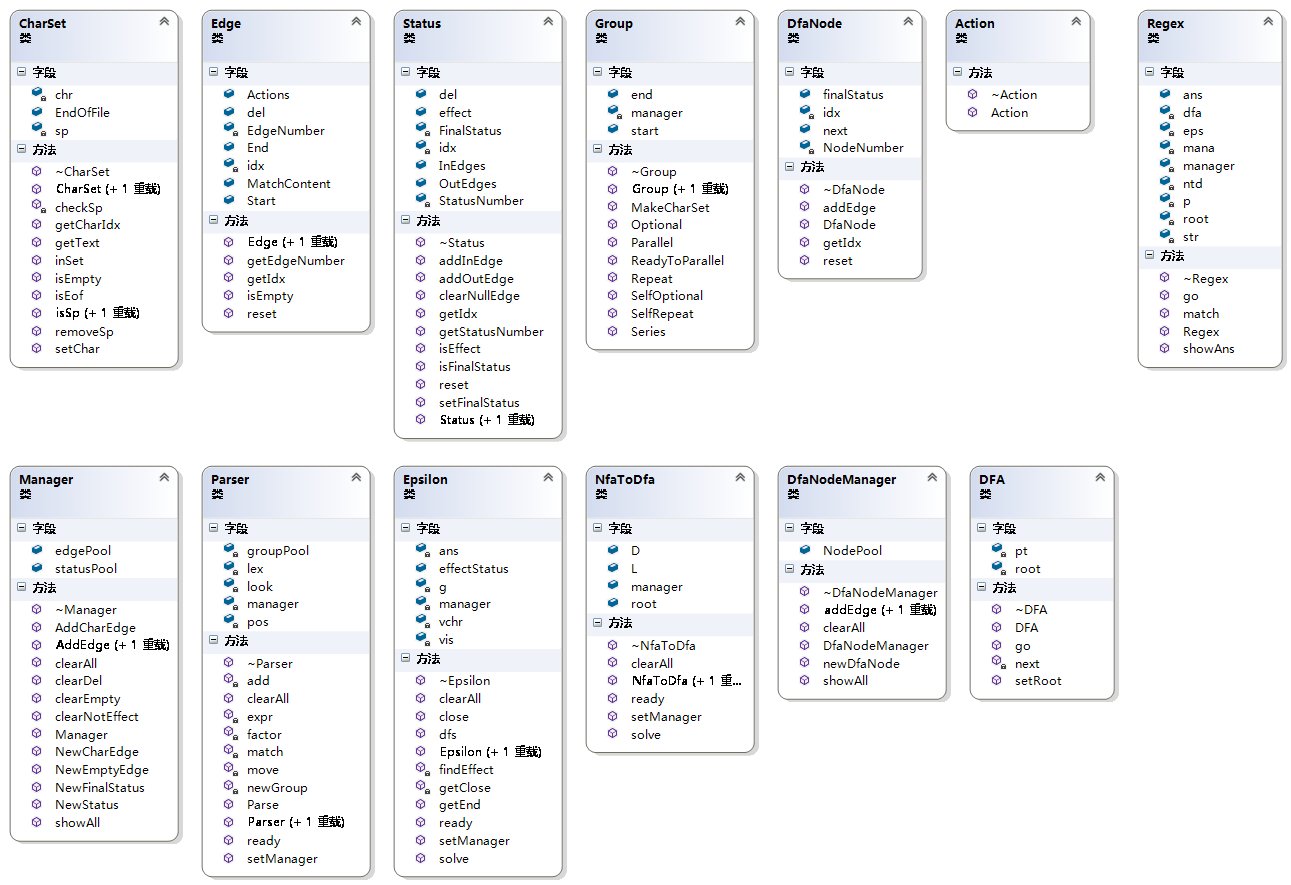 CharSet
类
字段
chr
EndOfFile
sp
方法
~CharSet
CharSet (+ 1 重载)
checkSp
getCharIdx
getText
inSet
isEmpty
isEof
isSp (+ 1 重载)
removeSp
setChar
Edge
类
字段
Actions
del
EdgeNumber
End
idx
MatchContent
Start
方法
Edge (+ 1 重载)
getEdgeNumber
getIdx
isEmpty
reset
Status
类
字段
del
effect
FinalStatus
idx
InEdges
OutEdges
StatusNumber
方法
~Status
addInEdge
addOutEdge
clearNullEdge
getIdx
getStatusNumber
isEffect
isFinalStatus
reset
setFinalStatus
Status (+ 1 重载)
Group
类
字段
end
manager
start
方法
~Group
Group (+ 1 重载)
MakeCharSet
Optional
Parallel
ReadyToParallel
Repeat
SelfOptional
SelfRepeat
Series
DfaNode
类
字段
finalStatus
idx
next
NodeNumber
方法
~DfaNode
addEdge
DfaNode
getIdx
reset
Action
类
方法
~Action
Action
Regex
类
字段
ans
dfa
eps
mana
manager
ntd
p
root
str
方法
~Regex
go
match
Regex
showAns
Manager
类
字段
edgePool
statusPool
方法
~Manager
AddCharEdge
AddEdge (+ 1 重载)
clearAll
clearDel
clearEmpty
clearNotEffect
Manager
NewCharEdge
NewEmptyEdge
NewFinalStatus
NewStatus
showAll
Parser
类
字段
groupPool
lex
look
manager
pos
方法
~Parser
add
clearAll
expr
factor
match
move
newGroup
Parse
Parser (+ 1 重载)
ready
setManager
Epsilon
类
字段
ans
effectStatus
g
manager
vchr
vis
方法
~Epsilon
clearAll
close
dfs
Epsilon (+ 1 重载)
findEffect
getClose
getEnd
ready
setManager
solve
NfaToDfa
类
字段
D
L
manager
root
方法
~NfaToDfa
clearAll
NfaToDfa (+ 1 重...
ready
setManager
solve
DfaNodeManager
类
字段
NodePool
方法
~DfaNodeManager
addEdge (+ 1 重载)
clearAll
DfaNodeManager
newDfaNode
showAll
DFA
类
字段
pt
root
方法
~DFA
DFA
go
next
setRoot